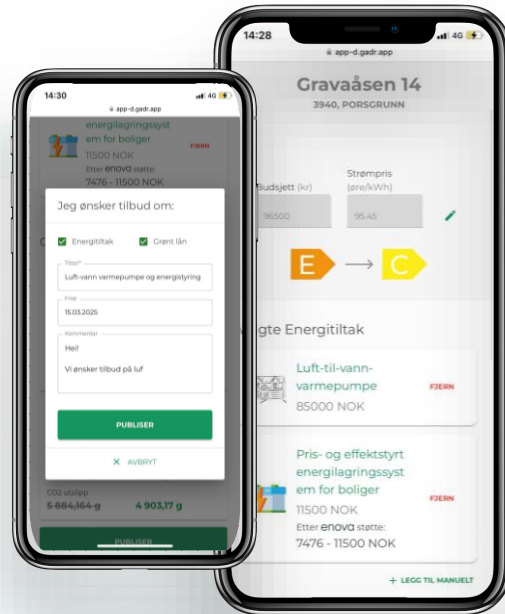 14:30
4G
app-d.gadr.app
energilagringssyst
em for boliger
FJERN
11500 NOK
Etter enova støtte:
7476 - 11500 NOK
Jeg ønsker tilbud om:
Energitiltak
Grønt lån
Tittel*
Luft-vann varmepumpe og energistyring
Frist
15.03.2025
Kommentar
Hei!
Vi ønsker tilbud på luf
PUBLISER
AVBRYT
CO2 utslipp
5 884,164 g
4 903,17 g
PUBLISER
14:28
4G
app-d.gadr.app
Gravaåsen 14
3940, PORSGRUNN
Budsjett (kr)
Strømpris
(øre/kWh)
96500
95.45
E
C
gte Energitiltak
Luft-til-vann-
varmepumpe
FJERN
85000 NOK
Pris- og effektstyrt
energilagringssyst
em for boliger
FJERN
11500 NOK
Etter enova støtte:
7476 - 11500 NOK
+ LEGG TIL MANUELT